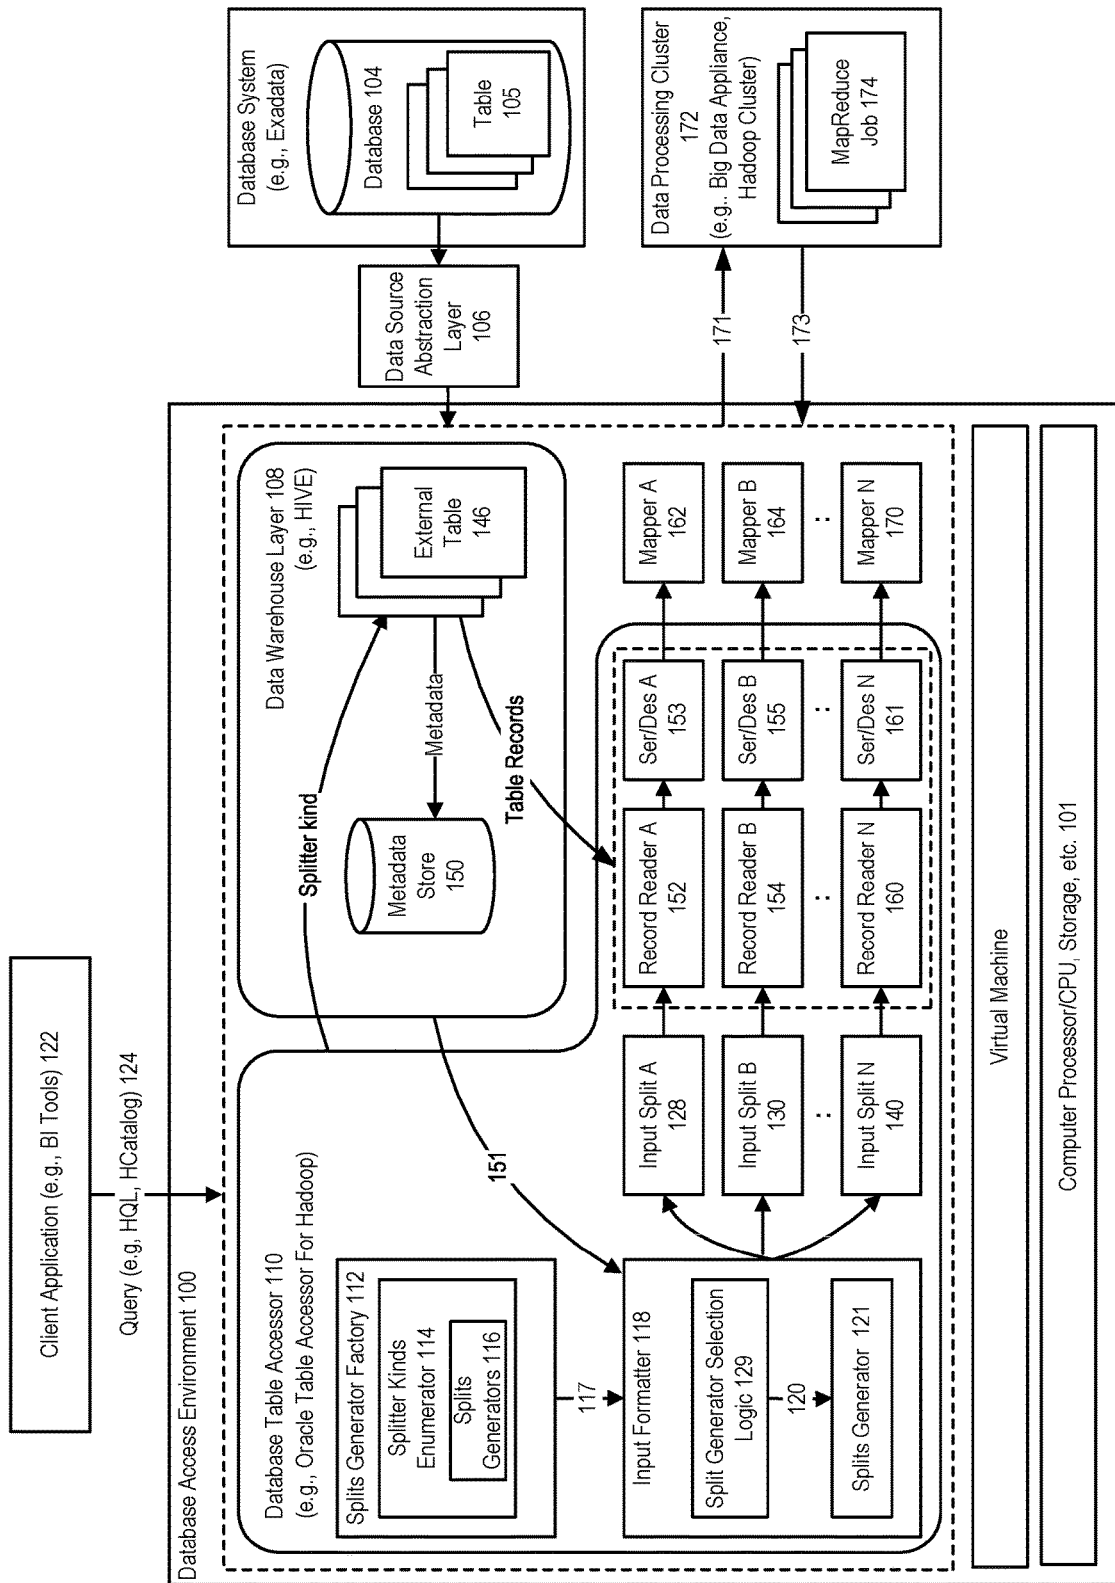 Client Application (e.g., BI Tools) 122
Query (e.g, HQL, HCatalog) 124
Database Access Environment 100
Database Table Accessor 110
(e.g., Oracle Table Accessor For Hadoop)
Splits Generator Factory 112
Splitter Kinds
Enumerator 114
Splits
Generators 116
117
Input Formatter 118
Split Generator Selection
Logic 129
120
Splits Generator 121
151
Splitter kind
Data Warehouse Layer 108
(e.g., HIVE)
Metadata
Store
150
Metadata
External
Table
146
Table Records
Input Split A
128
Record Reader A
152
Ser/Des A
153
Mapper A
162
Input Split B
130
Record Reader B
154
Ser/Des B
155
Mapper B
164
:
:
:
:
Input Split N
140
Record Reader N
160
Ser/Des N
161
Mapper N
170
Virtual Machine
Computer Processor/CPU, Storage, etc. 101
Data Source
Abstraction
Layer
106
Database System
(e.g., Exadata)
Database 104
Table
105
171
173
Data Processing Cluster
172
(e.g.. Big Data Appliance,
Hadoop Cluster)
MapReduce
Job 174